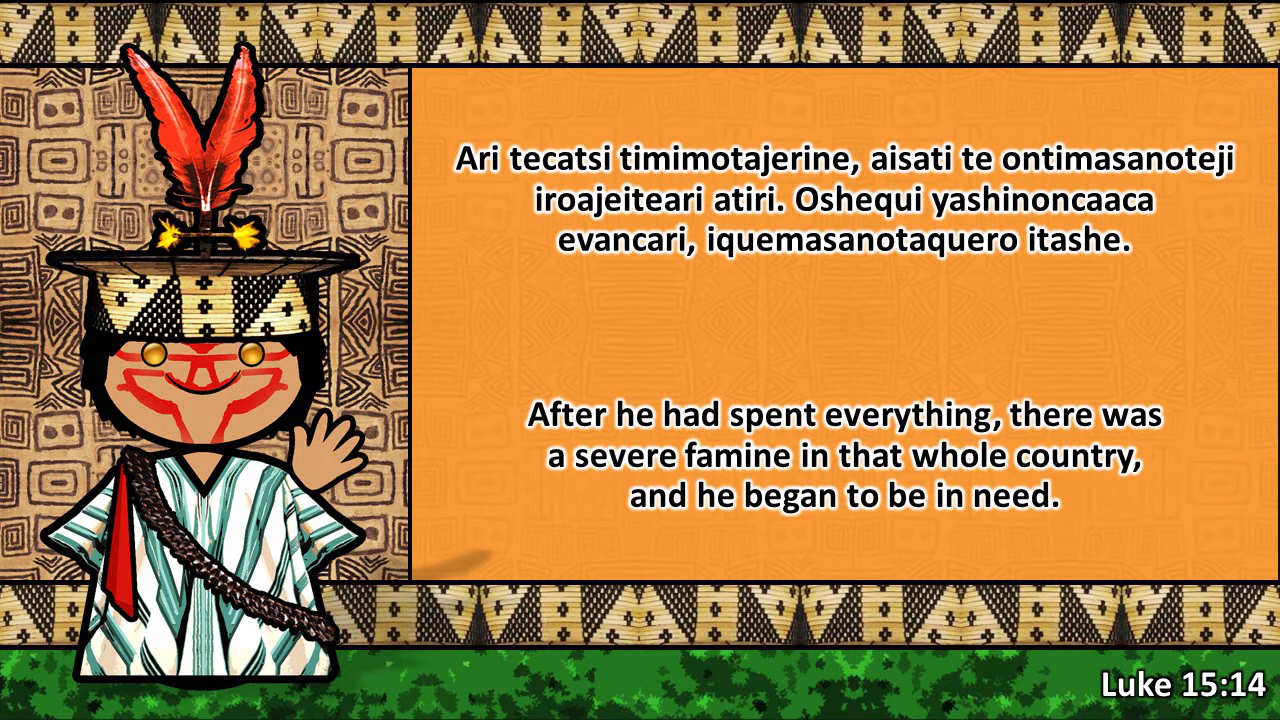 Ari tecatsi timimotajerine, aisati te ontimasanoteji
iroajeiteari atiri. Oshequi yashinoncaaca
evancari, iquemasanotaquero itashe.
After he had spent everything, there was
a severe famine in that whole country,
and he began to be in need.
Luke 15:14